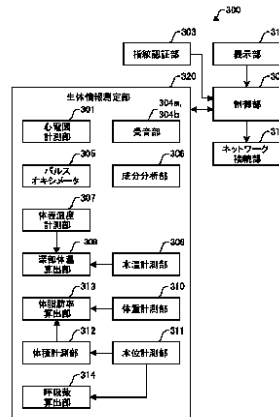 300
303
指紋認証部
31
表示部
320
30
生体情報測定部
制御部
301
心電図
計測部
304a,
304b
受音部
31
ネットワーク
接続部
305
パルス
オキシメータ
306
成分分析部
307
体表温度
計測部
308
深部体温
算出部
309
水温計測部
313
体脂肪率
算出部
310
体重計測部
312
体積計測部
311
水位計測部
314
呼吸数
算出部